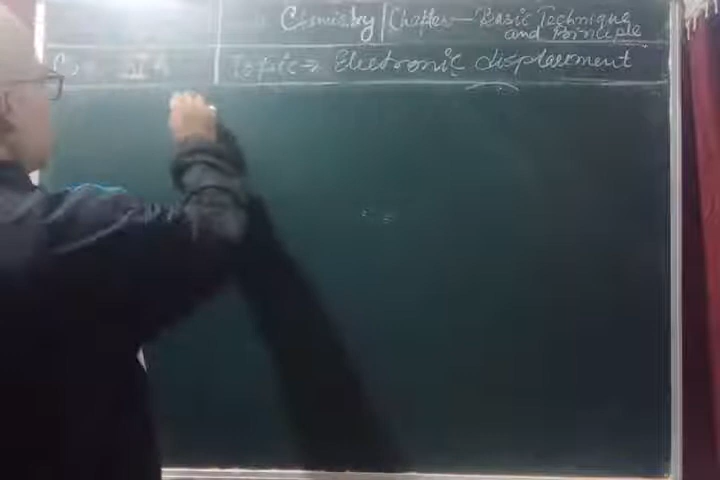 Chemistry | Chapter — Basic Technique
and Principle
Topic ⇒ Electronic displacement